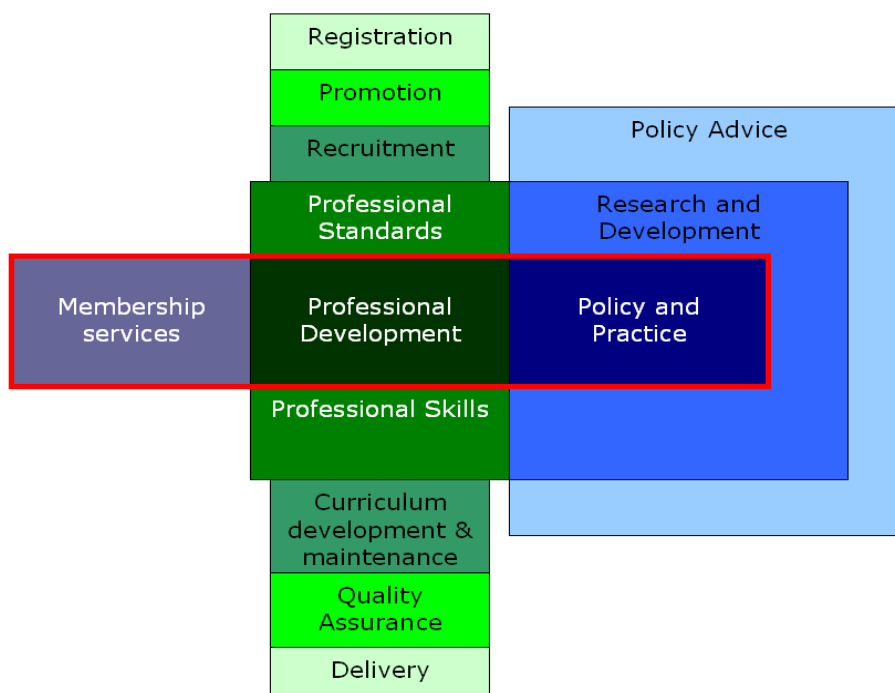 Registration
Promotion
Policy Advice
Recruitment
Professional
Standards
Research and
Development
Membership
services
Professional
Development
Policy and
Practice
Professional Skills
Curriculum
development &
maintenance
Quality
Assurance
Delivery